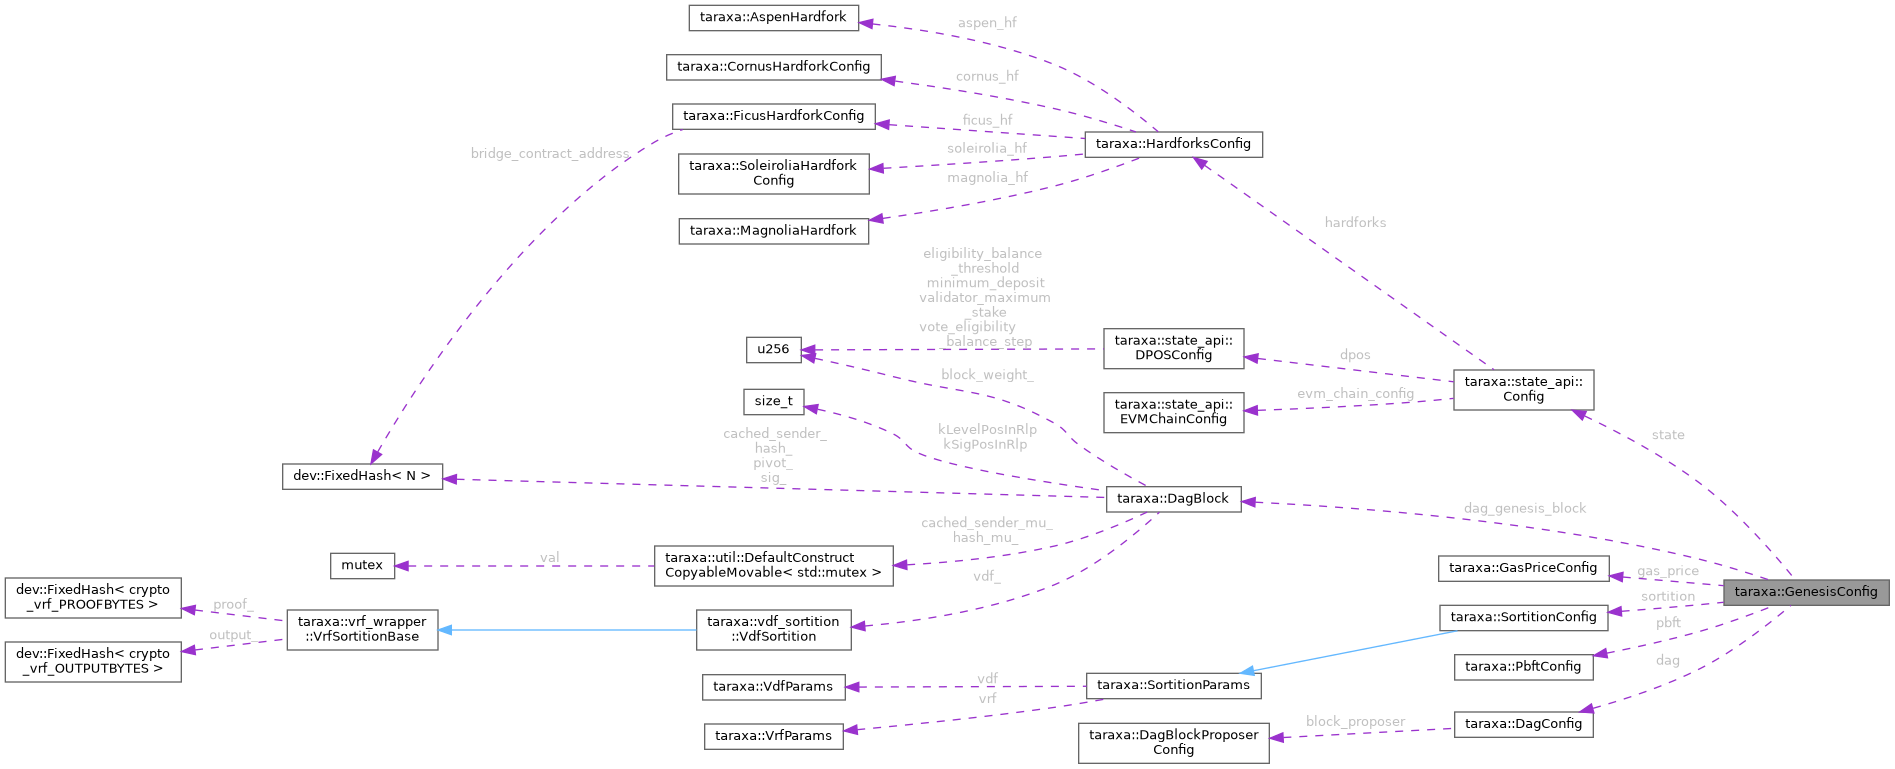 taraxa::AspenHardfork
aspen_hf
taraxa::CornusHardforkConfig
cornus_hf
taraxa::FicusHardforkConfig
ficus_hf
taraxa::HardforksConfig
bridge_contract_address
taraxa::SoleiroliaHardfork
Config
soleirolia_hf
magnolia_hf
taraxa::MagnoliaHardfork
hardforks
eligibility_balance
_threshold
minimum_deposit
validator_maximum
_stake
vote_eligibility
_balance_step
u256
taraxa::state_api::
DPOSConfig
dpos
block_weight_
taraxa::state_api::
Config
size_t
taraxa::state_api::
EVMChainConfig
evm_chain_config
kLevelPosInRlp
kSigPosInRlp
cached_sender_
hash_
pivot_
sig_
state
dev::FixedHash< N >
taraxa::DagBlock
dag_genesis_block
cached_sender_mu_
hash_mu_
mutex
val
taraxa::util::DefaultConstruct
CopyableMovable< std::mutex >
vdf_
taraxa::GasPriceConfig
gas_price
taraxa::GenesisConfig
dev::FixedHash< crypto
_vrf_PROOFBYTES >
proof_
taraxa::vrf_wrapper
::VrfSortitionBase
taraxa::vdf_sortition
::VdfSortition
taraxa::SortitionConfig
sortition
pbft
output_
dev::FixedHash< crypto
_vrf_OUTPUTBYTES >
taraxa::PbftConfig
dag
taraxa::VdfParams
vdf
taraxa::SortitionParams
vrf
taraxa::VrfParams
taraxa::DagBlockProposer
Config
block_proposer
taraxa::DagConfig